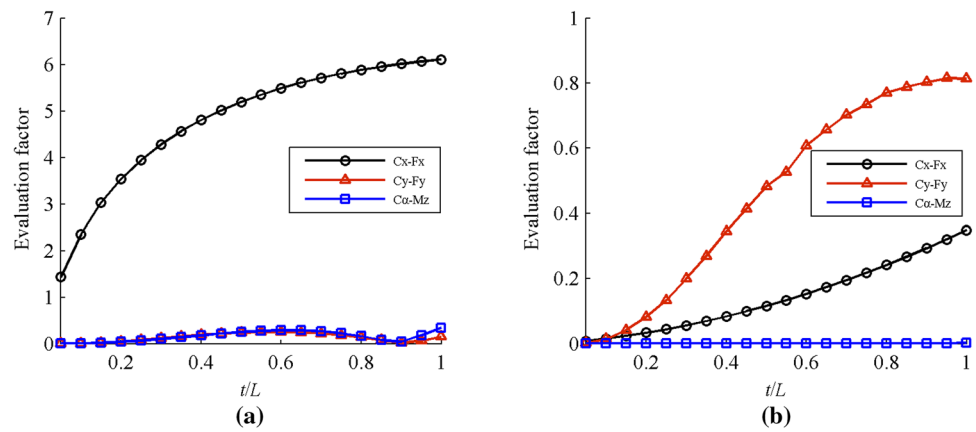 7
6
5
4
3
2
1
0
Evaluation factor
Cx-Fx
Cy-Fy
Cα-Mz
0.2 0.4 0.6 0.8 1
t/L
(a)
1
0.8
0.6
0.4
0.2
0
Evaluation factor
Cx-Fx
Cy-Fy
Cα-Mz
0.2 0.4 0.6 0.8 1
t/L
(b)